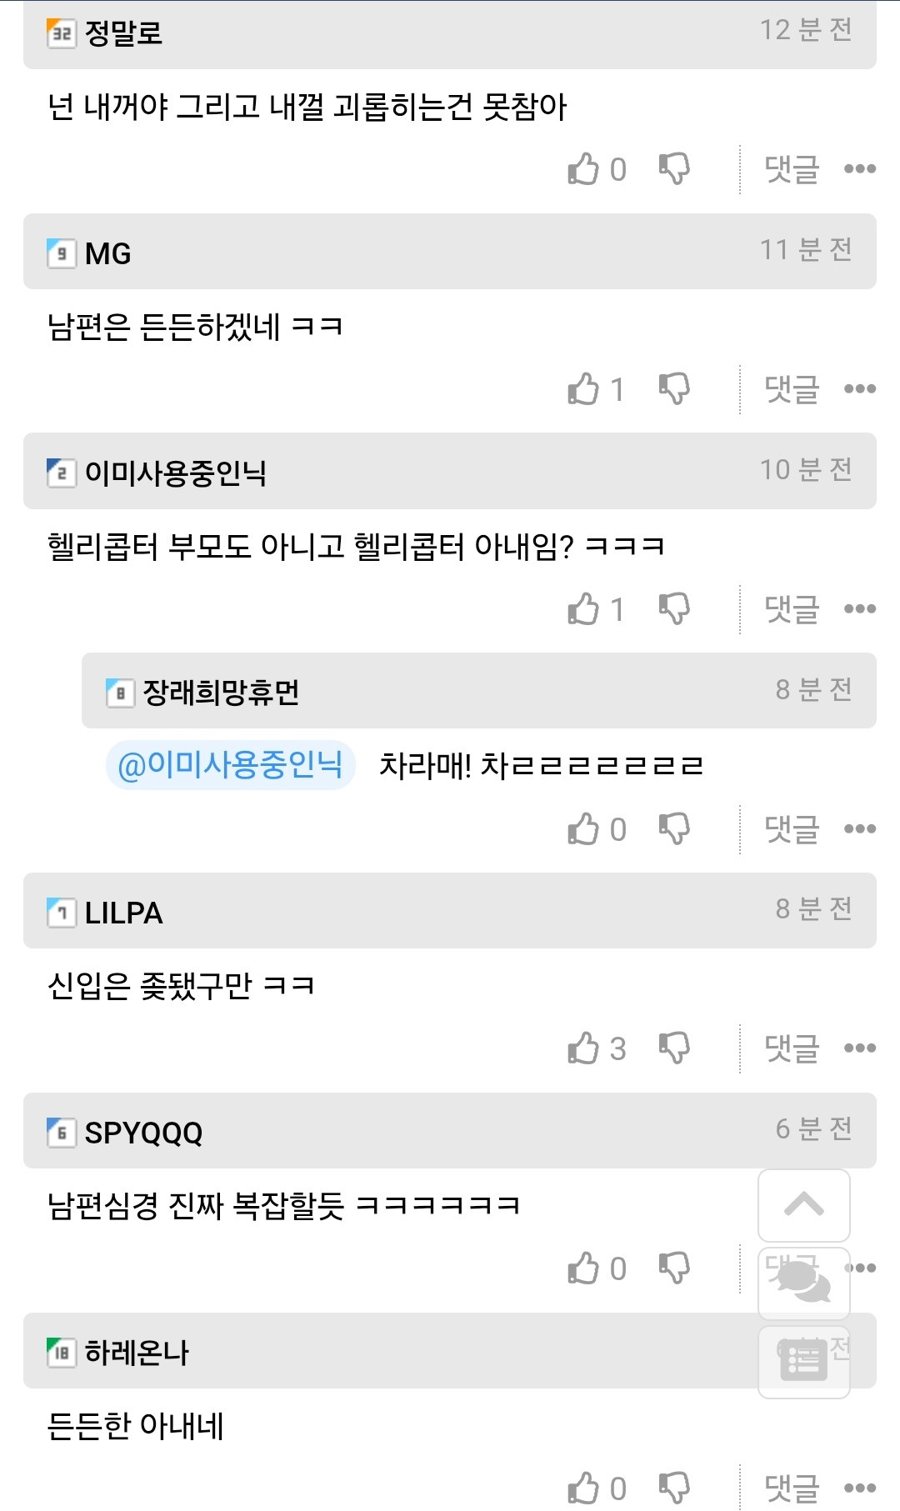 32 정말로 12 분 전
넌 내꺼야 그리고 내껄 괴롭히는건 못참아
0 댓글
9 MG 11 분 전
남편은 든든하겠네 ㅋㅋ
1 댓글
2 이미사용중인닉 10 분 전
헬리콥터 부모도 아니고 헬리콥터 아내임? ㅋㅋㅋ
1 댓글
8 장래희망휴먼 8 분 전
@이미사용중인닉 차라매! 차ㄹㄹㄹㄹㄹㄹㄹ
0 댓글
7 LILPA 8 분 전
신입은 좆됐구만 ㅋㅋ
3 댓글
6 SPYQQQ 6 분 전
남편심경 진짜 복잡할듯 ㅋㅋㅋㅋㅋㅋ
0 댓글
18 하레온나 전
든든한 아내네
0 댓글